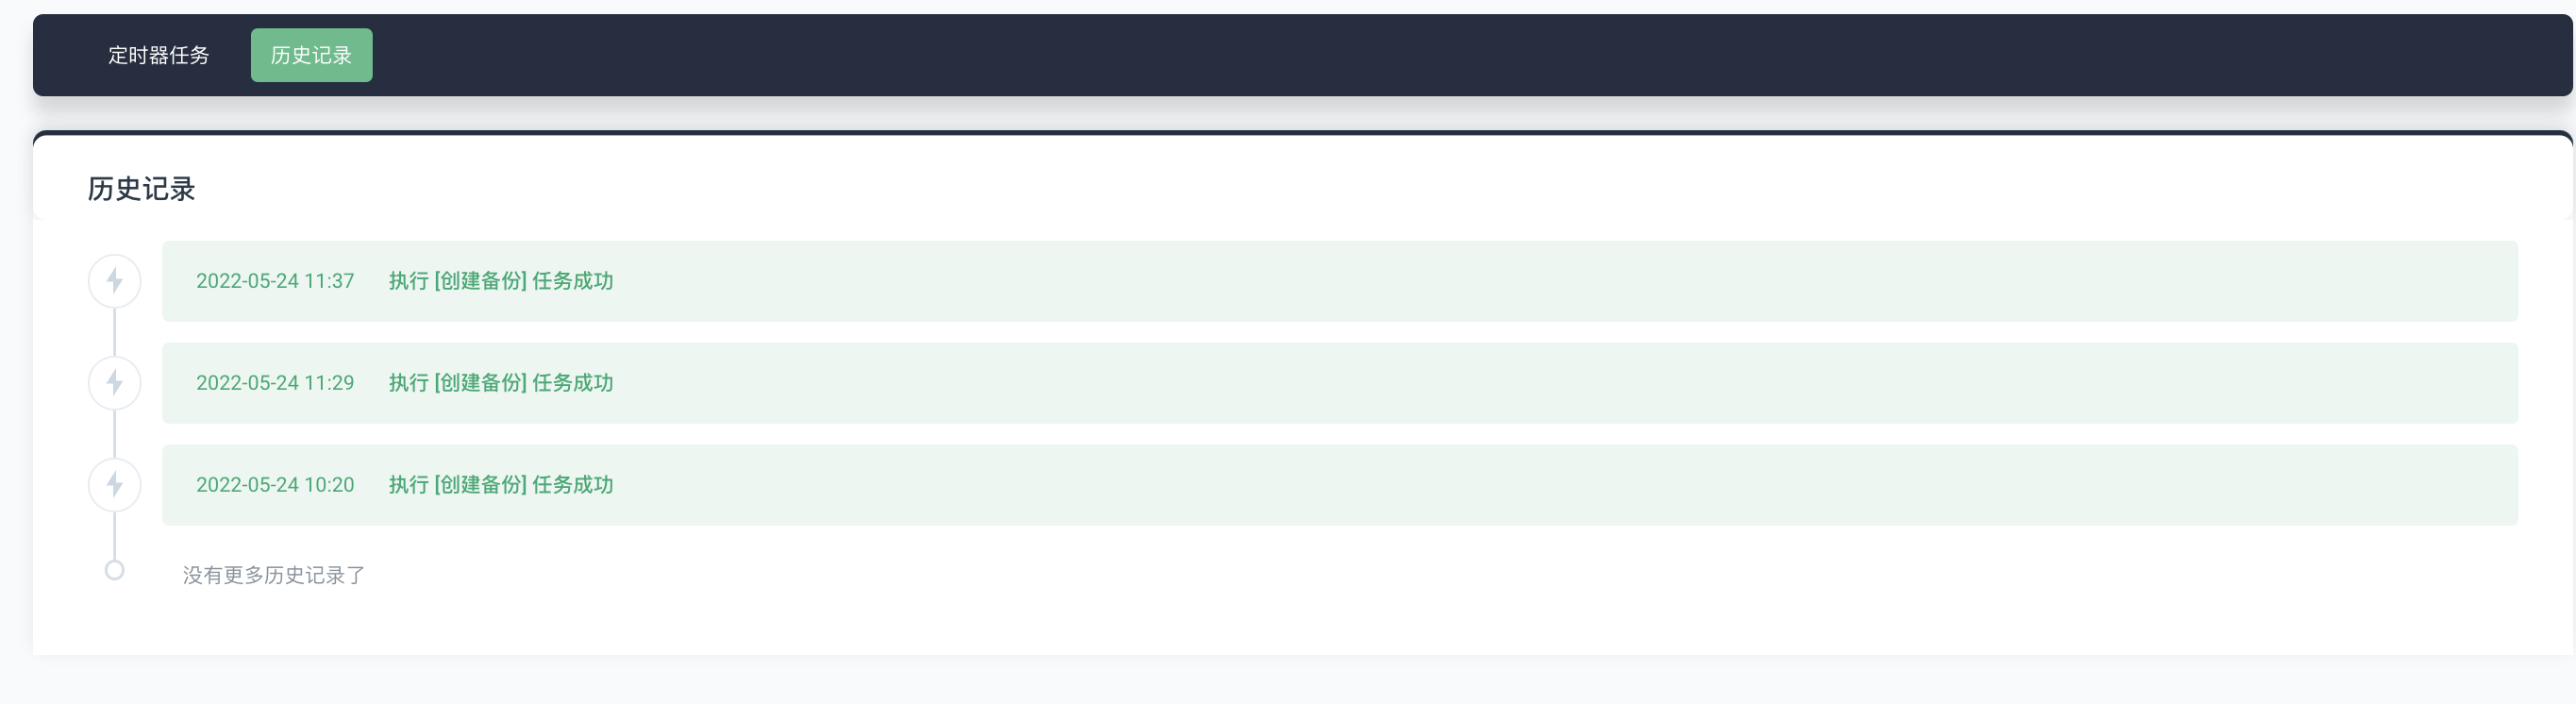 定时器任务 历史记录
历史记录
2022-05-24 11:37 执行 [创建备份] 任务成功
2022-05-24 11:29 执行 [创建备份] 任务成功
2022-05-24 10:20 执行 [创建备份] 任务成功
没有更多历史记录了